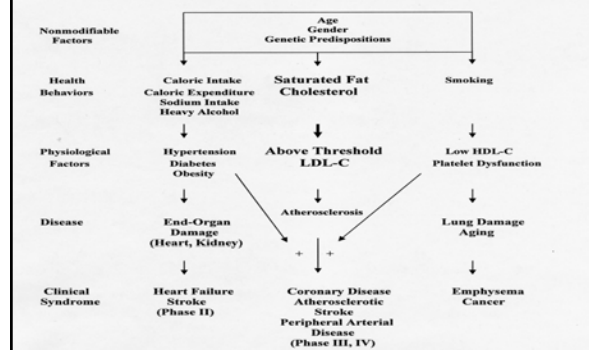 Age
Gender
Genetic Predispositions
Nonmodifiable
Factors
Health
Behaviors
Caloric Intake
Caloric Expenditure
Sodium Intake
Heavy Alcohol
Saturated Fat
Cholesterol
Smoking
Physiological
Factors
Hypertension
Diabetes
Obesity
Above Threshold
LDL-C
Low HDL-C
Platelet Dysfunction
Atherosclerosis
Disease
End-Organ
Damage
(Heart, Kidney)
+ +
Lung Damage
Aging
Clinical
Syndrome
Heart Failure
Stroke
(Phase II)
Coronary Disease
Atherosclerotic
Stroke
Peripheral Arterial
Disease
(Phase III, IV)
Emphysema
Cancer